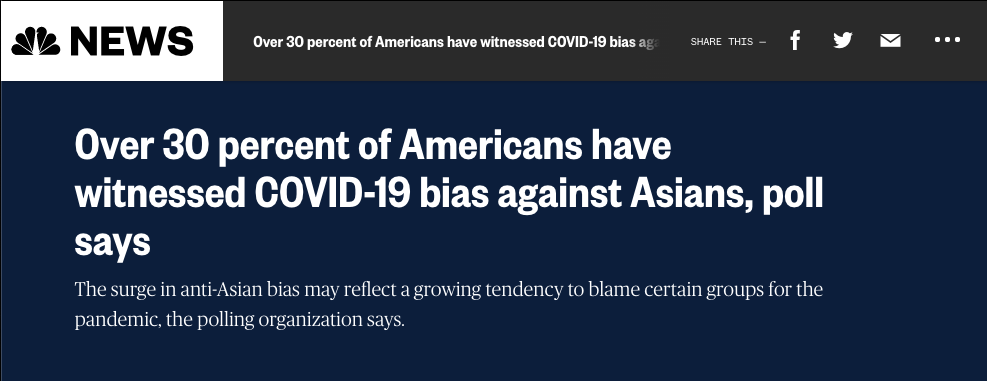 NEWS
Over 30 percent of Americans have witnessed COVID-19 bias aga
SHARE THIS —
Over 30 percent of Americans have
witnessed COVID-19 bias against Asians, poll
says
The surge in anti-Asian bias may reflect a growing tendency to blame certain groups for the
pandemic, the polling organization says.